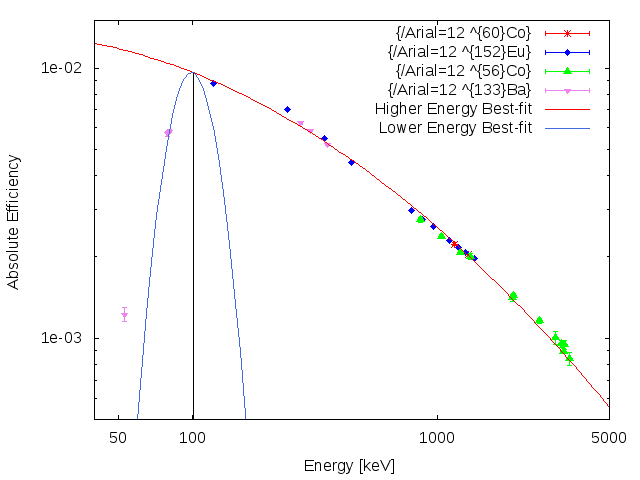 {/Arial=12 ^{60}Co}
{/Arial=12 ^{152}Eu}
{/Arial=12 ^{56}Co}
{/Arial=12 ^{133}Ba}
Higher Energy Best-fit
Lower Energy Best-fit
1e-02
1e-03
Absolute Efficiency
50 100 1000 5000
Energy [keV]